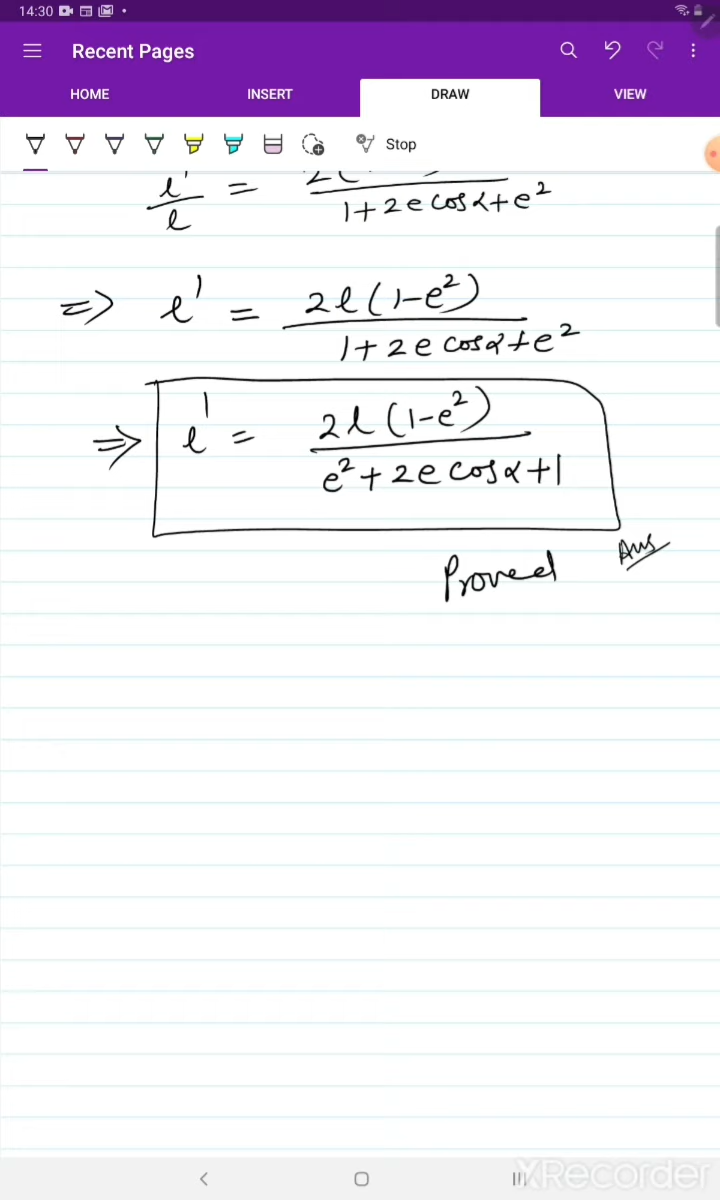 14:30
Recent Pages
HOME INSERT DRAW VIEW
Stop
l'/l = / 1+2e cosα+e²
=> l' = 2l(1-e²) / 1+2e cosα+e²
=> l' = 2l(1-e²) / e²+2e cosα+1
Proved Ans
XRecorder